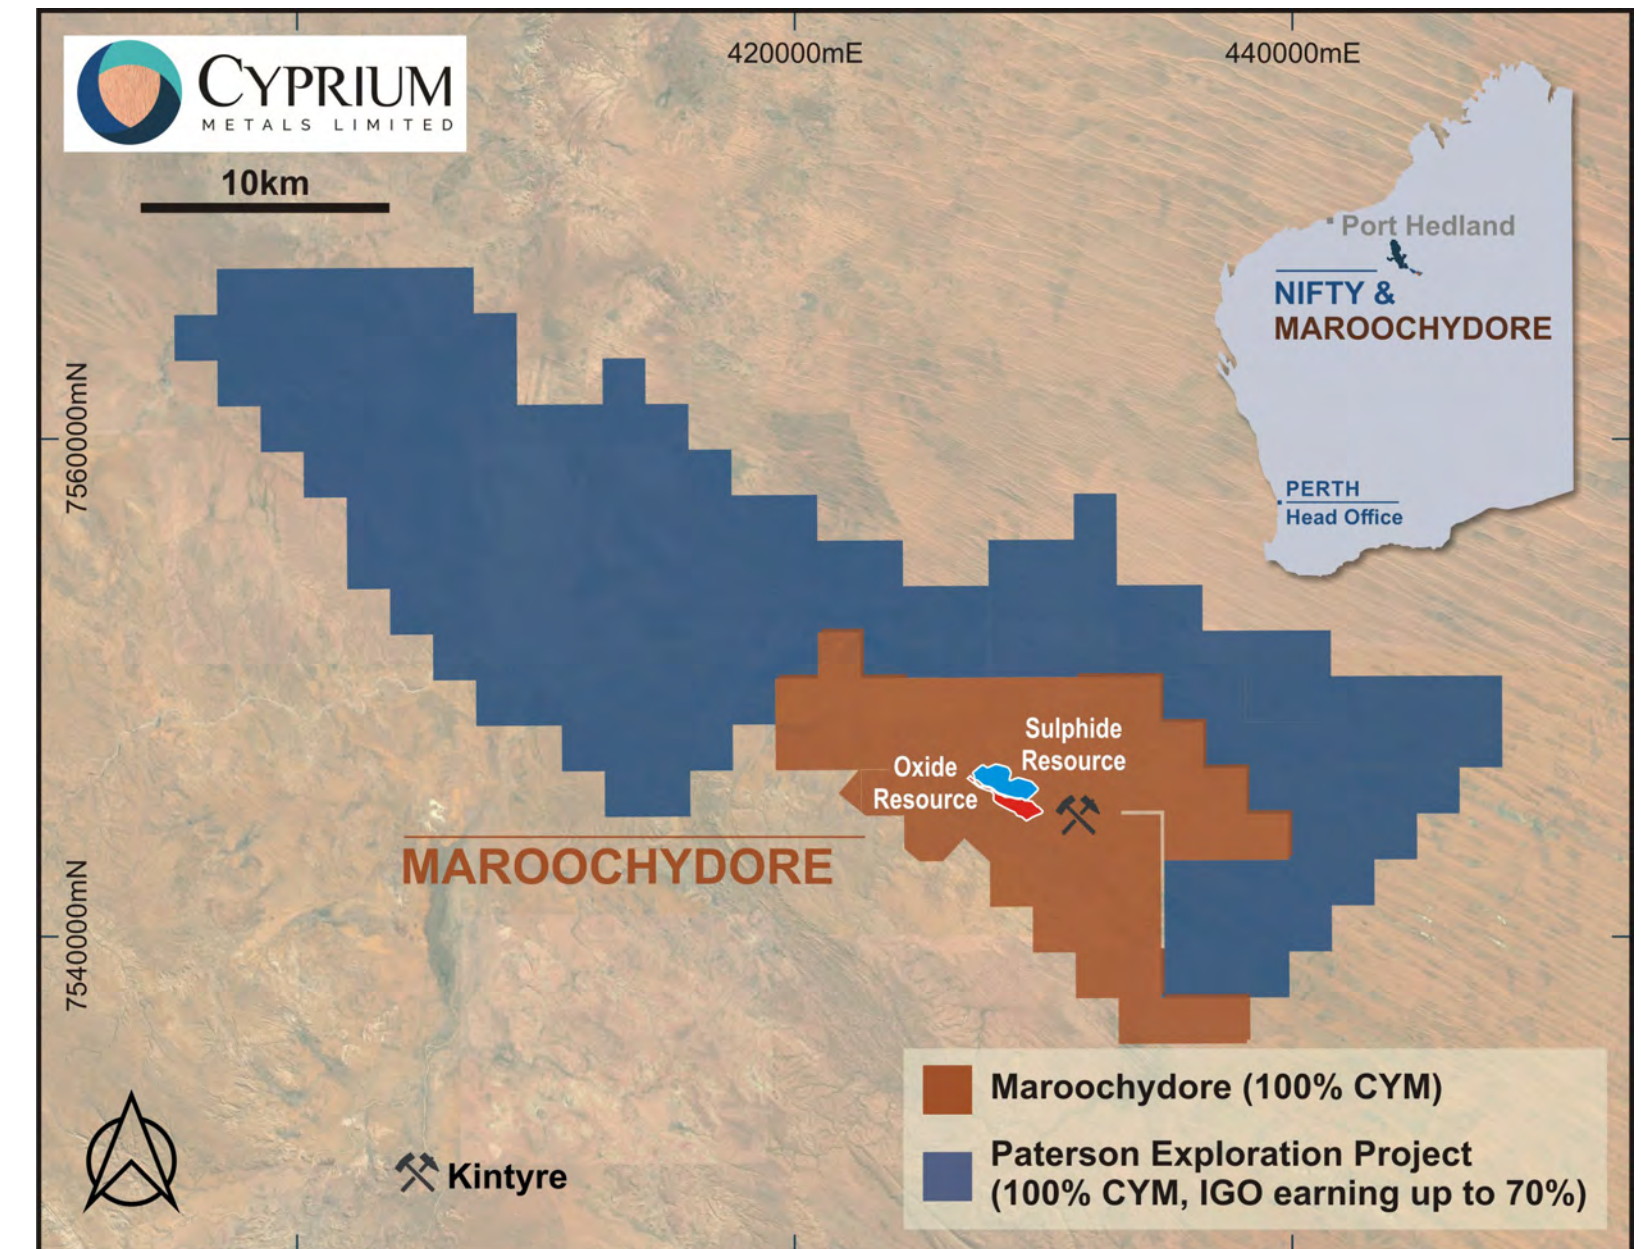 CYPRIUM
METALS LIMITED
10km
420000mE
440000mE
7560000mN
7540000mN
Port Hedland
NIFTY &
MAROOCHYDORE
PERTH
Head Office
Sulphide
Resource
Oxide
Resource
MAROOCHYDORE
Kintyre
Maroochydore (100% CYM)
Paterson Exploration Project
(100% CYM, IGO earning up to 70%)